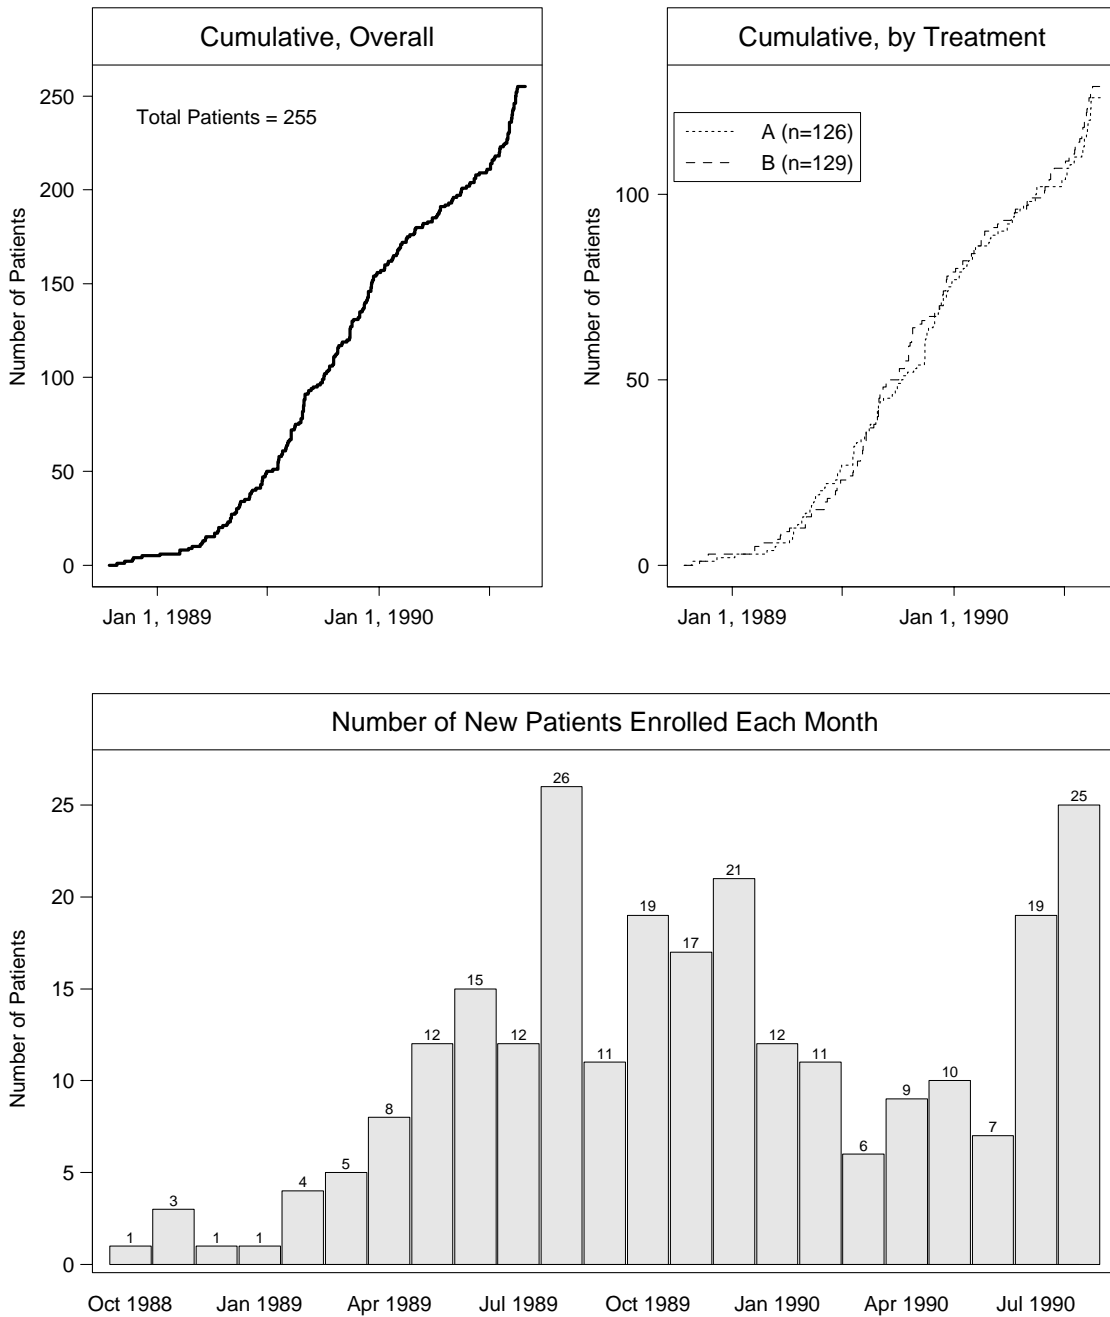 Cumulative, Overall
Number of Patients
250
200
150
100
50
0
Total Patients = 255
Jan 1, 1989 Jan 1, 1990
Cumulative, by Treatment
Number of Patients
100
50
0
A (n=126)
B (n=129)
Jan 1, 1989 Jan 1, 1990
Number of New Patients Enrolled Each Month
Number of Patients
25
20
15
10
5
0
1 3 1 1 4 5 8 12 15 12 26 11 19 17 21 12 11 6 9 10 7 19 25
Oct 1988 Jan 1989 Apr 1989 Jul 1989 Oct 1989 Jan 1990 Apr 1990 Jul 1990